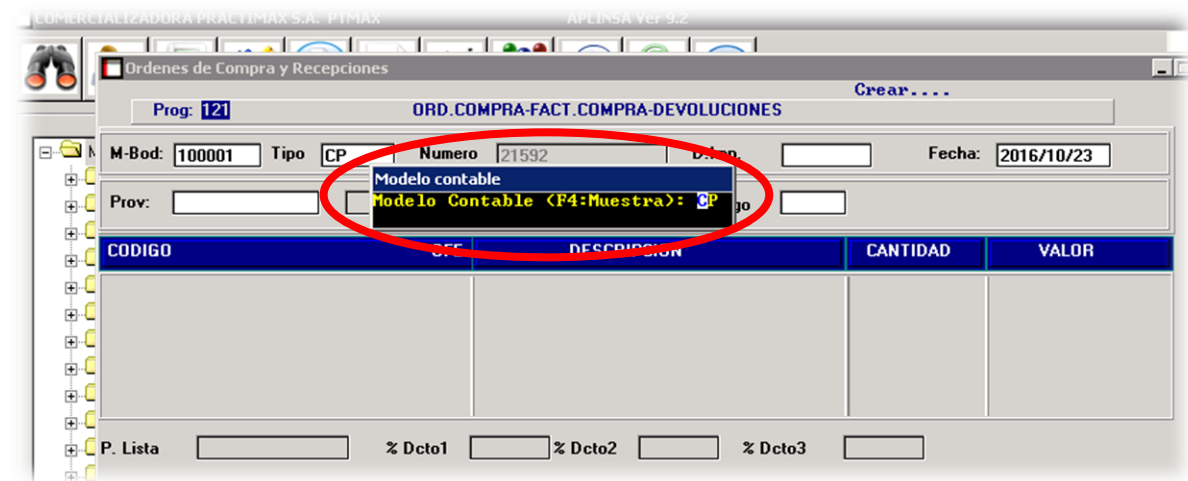 COMERCIALIZADORA PRACTIMAX S.A. PTMAX APLINSA Ver 9.2
Ordenes de Compra y Recepciones
Crear....
Prog: 121 ORD.COMPRA-FACT.COMPRA-DEVOLUCIONES
M-Bod: 100001 Tipo CP Numero 21592 Fecha: 2016/10/23
Modelo contable
Prov: Modelo Contable (F4:Muestra): CP go
CODIGO DESCRIPCION CANTIDAD VALOR
P. Lista % Dcto1 % Dcto2 % Dcto3